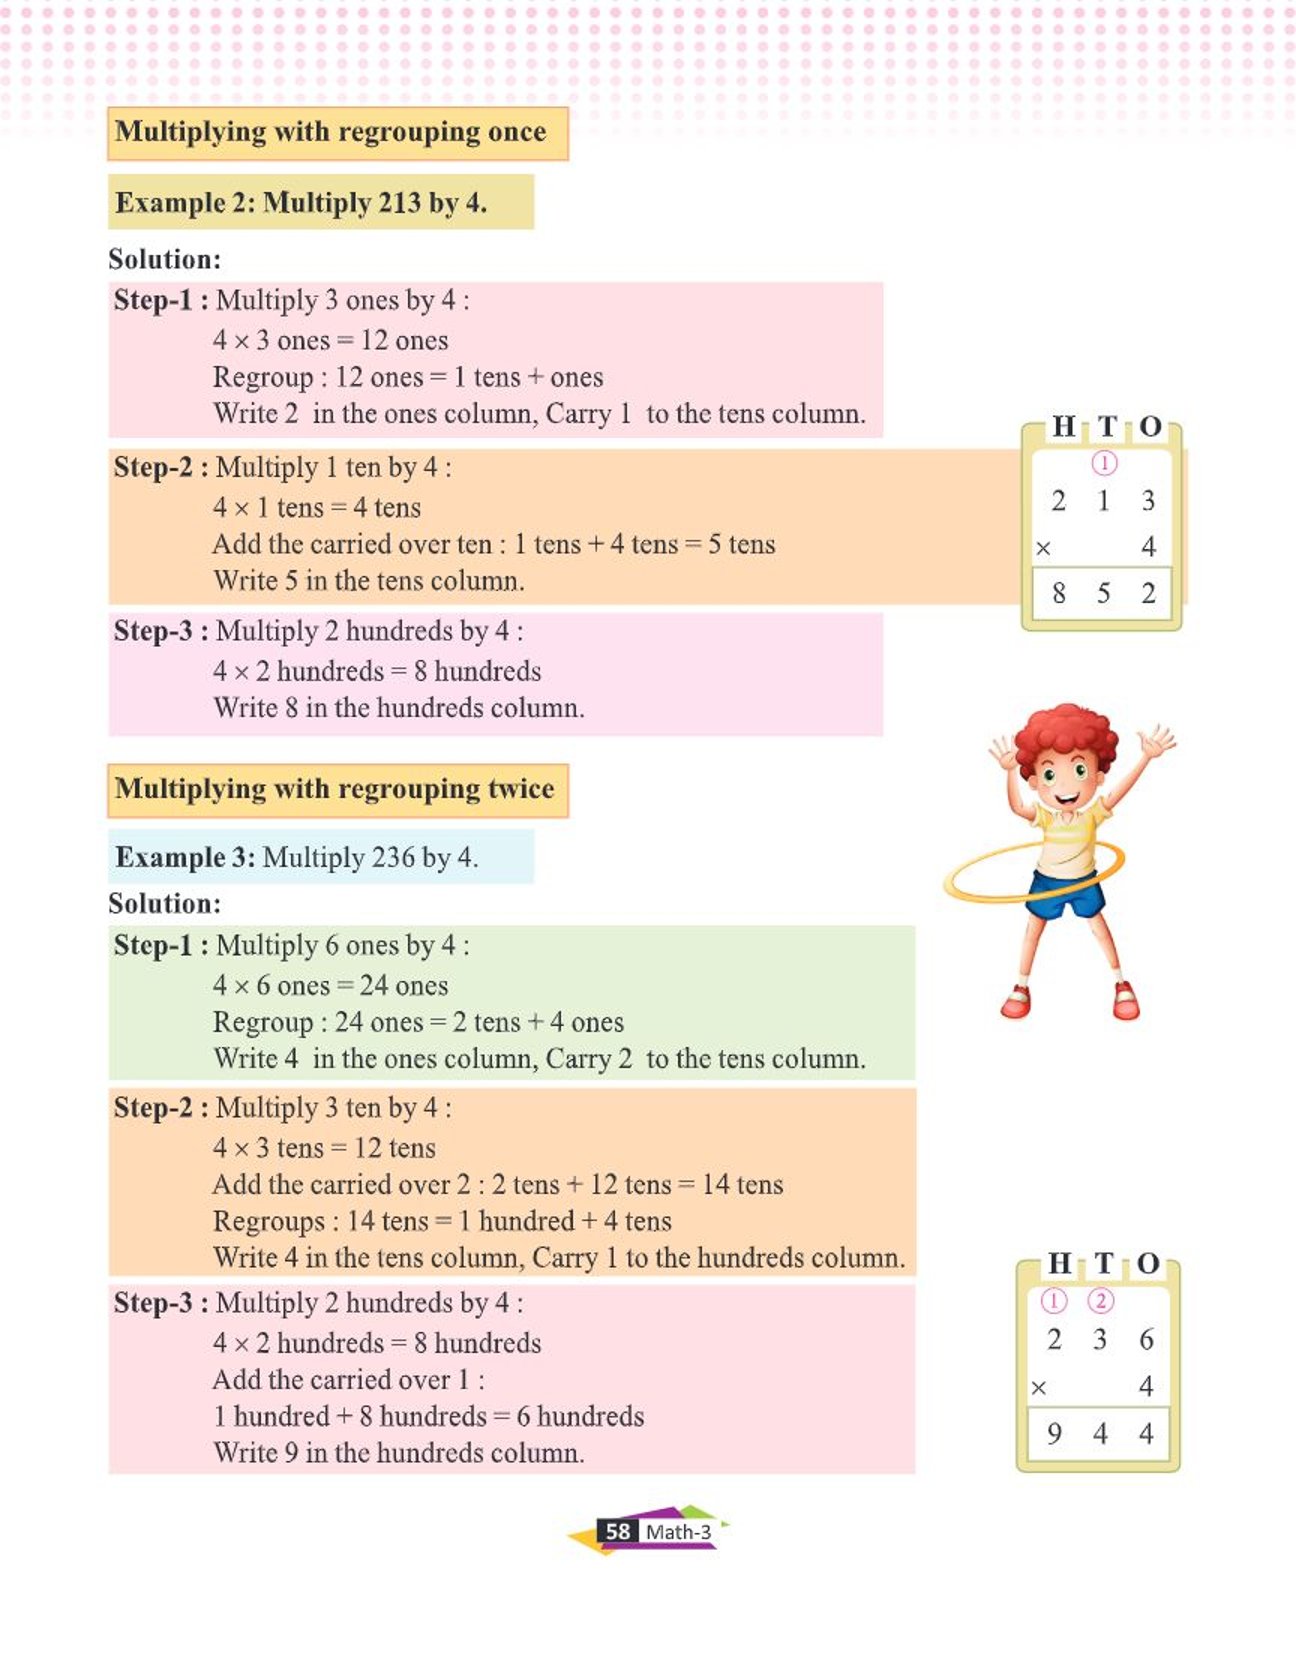 Multiplying with regrouping once
Example 2: Multiply 213 by 4.
Solution:
Step-1 : Multiply 3 ones by 4 :
4 × 3 ones = 12 ones
Regroup : 12 ones = 1 tens + ones
Write 2 in the ones column, Carry 1 to the tens column.
Step-2 : Multiply 1 ten by 4 :
4 × 1 tens = 4 tens
Add the carried over ten : 1 tens + 4 tens = 5 tens
Write 5 in the tens column.
H T O
①
2 1 3
× 4
8 5 2
Step-3 : Multiply 2 hundreds by 4 :
4 × 2 hundreds = 8 hundreds
Write 8 in the hundreds column.
Multiplying with regrouping twice
Example 3: Multiply 236 by 4.
Solution:
Step-1 : Multiply 6 ones by 4 :
4 × 6 ones = 24 ones
Regroup : 24 ones = 2 tens + 4 ones
Write 4 in the ones column, Carry 2 to the tens column.
Step-2 : Multiply 3 ten by 4 :
4 × 3 tens = 12 tens
Add the carried over 2 : 2 tens + 12 tens = 14 tens
Regroups : 14 tens = 1 hundred + 4 tens
Write 4 in the tens column, Carry 1 to the hundreds column.
Step-3 : Multiply 2 hundreds by 4 :
4 × 2 hundreds = 8 hundreds
Add the carried over 1 :
1 hundred + 8 hundreds = 6 hundreds
Write 9 in the hundreds column.
H T O
① ②
2 3 6
× 4
9 4 4
58 Math-3